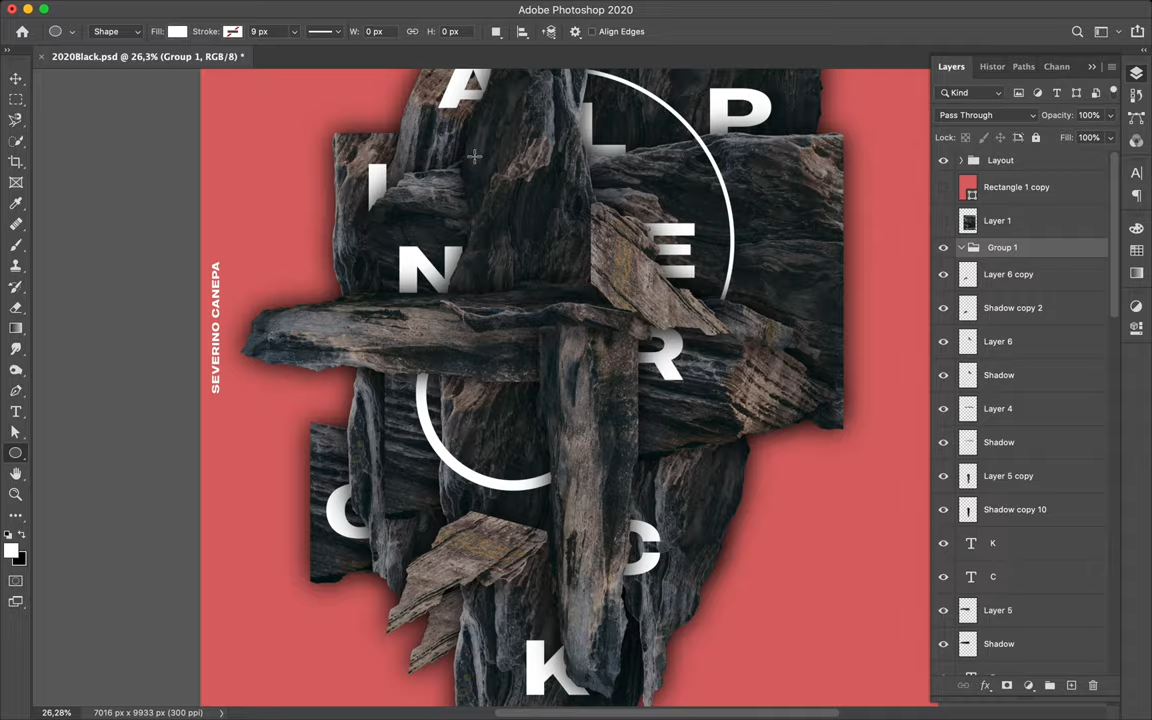 Adobe Photoshop 2020
Shape
Fill:
Stroke:
9 px
W: 0 px
H: 0 px
Align Edges
2020Black.psd @ 26,3% (Group 1, RGB/8) *
Layers
Histor
Paths
Chann
Kind
Pass Through
Opacity: 100%
Lock:
Fill: 100%
Layout
Rectangle 1 copy
Layer 1
Group 1
Layer 6 copy
Shadow copy 2
Layer 6
Shadow
Layer 4
Shadow
Layer 5 copy
Shadow copy 10
K
C
Layer 5
Shadow
A
L
P
I
N
E
R
O
C
K
SEVERINO CANEPA
26,28%
7016 px x 9933 px (300 ppi)